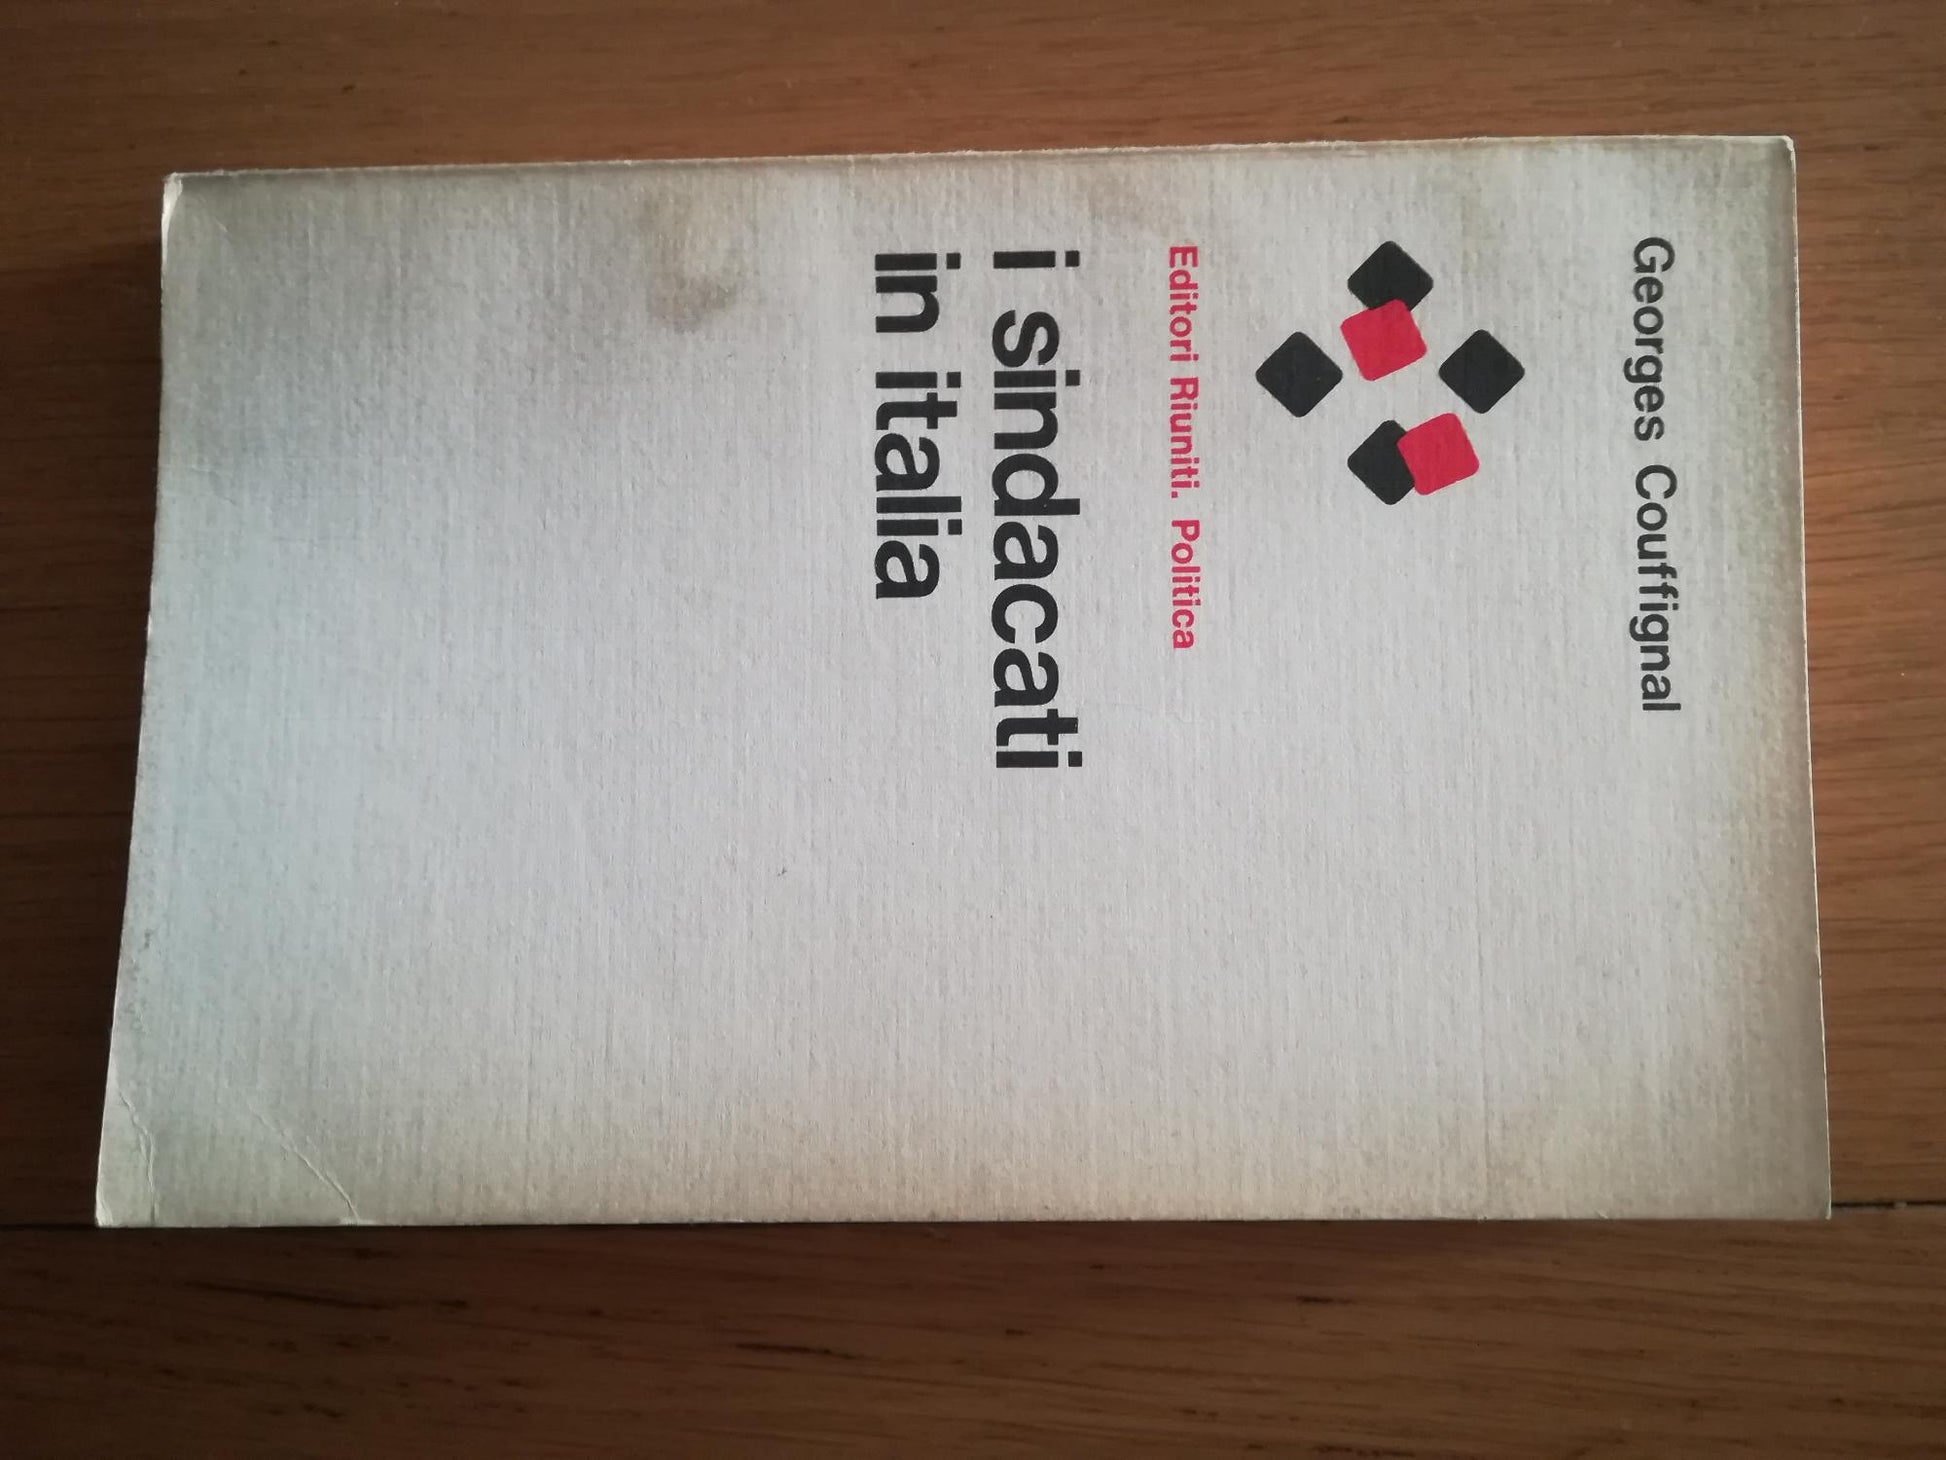 Georges Couffignal
Editori Riuniti. Politica
i sindacati
in italia